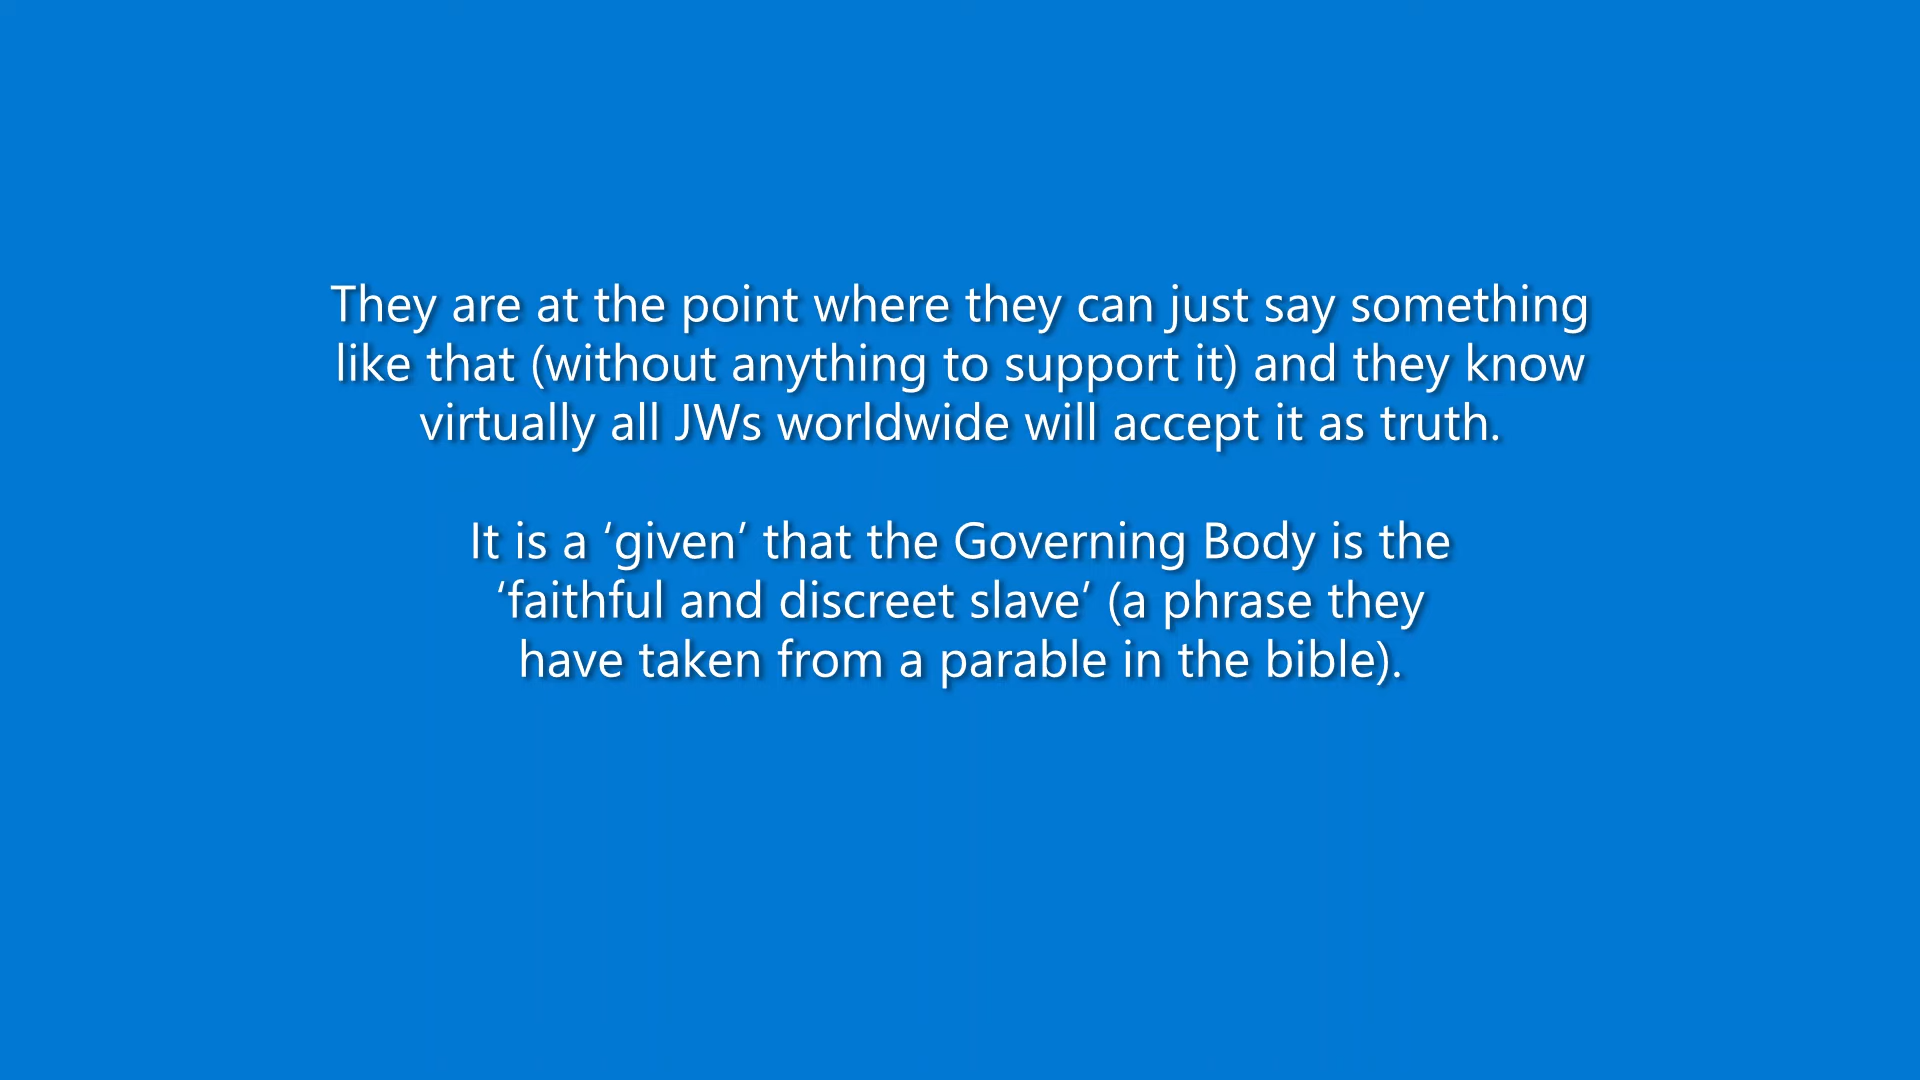 They are at the point where they can just say something
like that (without anything to support it) and they know
virtually all JWs worldwide will accept it as truth.
It is a ‘given’ that the Governing Body is the
‘faithful and discreet slave’ (a phrase they
have taken from a parable in the bible).